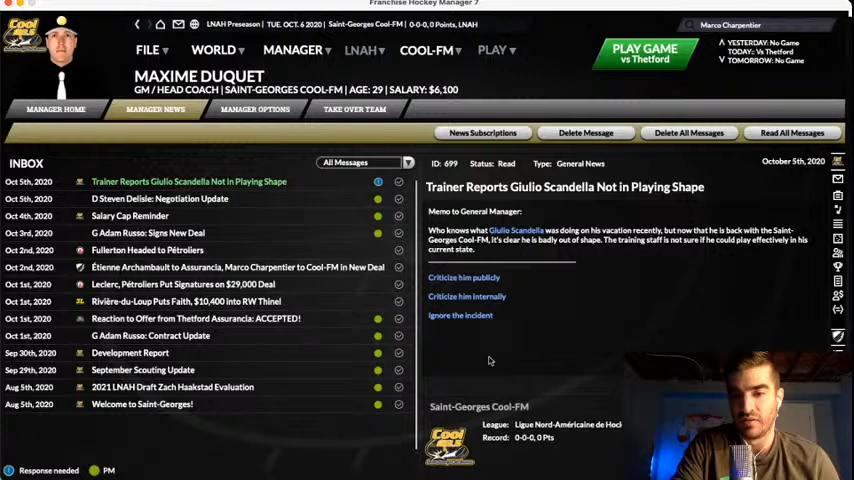 Franchise Hockey Manager 7
LNAH Preseason | TUE. OCT. 6 2020 | Saint-Georges Cool-FM | 0-0-0, 0 Points, LNAH
Marco Charpentier
FILE
WORLD
MANAGER
LNAH
COOL-FM
PLAY
PLAY GAME
vs Thetford
YESTERDAY: No Game
TODAY: Vs Thetford
TOMORROW: No Game
MAXIME DUQUET
GM / HEAD COACH | SAINT-GEORGES COOL-FM | AGE: 29 | SALARY: $6,100
MANAGER HOME
MANAGER NEWS
MANAGER OPTIONS
TAKE OVER TEAM
News Subscriptions
Delete Message
Delete All Messages
Read All Messages
INBOX
All Messages
Oct 5th, 2020 Trainer Reports Giulio Scandella Not in Playing Shape
Oct 5th, 2020 D Steven Delisle: Negotiation Update
Oct 4th, 2020 Salary Cap Reminder
Oct 3rd, 2020 G Adam Russo: Signs New Deal
Oct 2nd, 2020 Fullerton Headed to Pétroliers
Oct 2nd, 2020 Étienne Archambault to Assurancia, Marco Charpentier to Cool-FM in New Deal
Oct 1st, 2020 Leclerc, Pétroliers Put Signatures on $29,000 Deal
Oct 1st, 2020 Rivière-du-Loup Puts Faith, $10,400 into RW Thinel
Oct 1st, 2020 Reaction to Offer from Thetford Assurancia: ACCEPTED!
Oct 1st, 2020 G Adam Russo: Contract Update
Sep 30th, 2020 Development Report
Sep 29th, 2020 September Scouting Update
Aug 5th, 2020 2021 LNAH Draft Zach Haakstad Evaluation
Aug 5th, 2020 Welcome to Saint-Georges!
Response needed
PM
ID: 699 Status: Read Type: General News
October 5th, 2020
Trainer Reports Giulio Scandella Not in Playing Shape
Memo to General Manager:
Who knows what Giulio Scandella was doing on his vacation recently, but now that he is back with the Saint-
Georges Cool-FM, it's clear he is badly out of shape. The training staff is not sure if he could play effectively in his
current state.
Criticize him publicly
Criticize him internally
Ignore the incident
Saint-Georges Cool-FM
League: Ligue Nord-Américaine de Hoc
Record: 0-0-0, 0 Pts